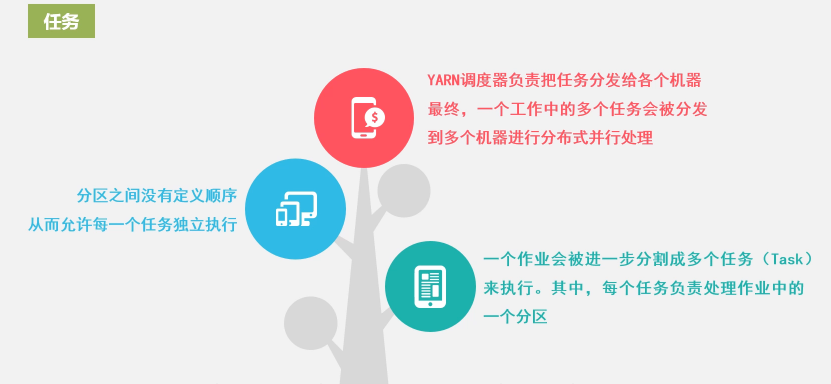 任务
YARN调度器负责把任务分发给各个机器
最终，一个工作中的多个任务会被分发
到多个机器进行分布式并行处理
分区之间没有定义顺序
从而允许每一个任务独立执行
一个作业会被进一步分割成多个任务（Task）
来执行。其中，每个任务负责处理作业中的
一个分区
$